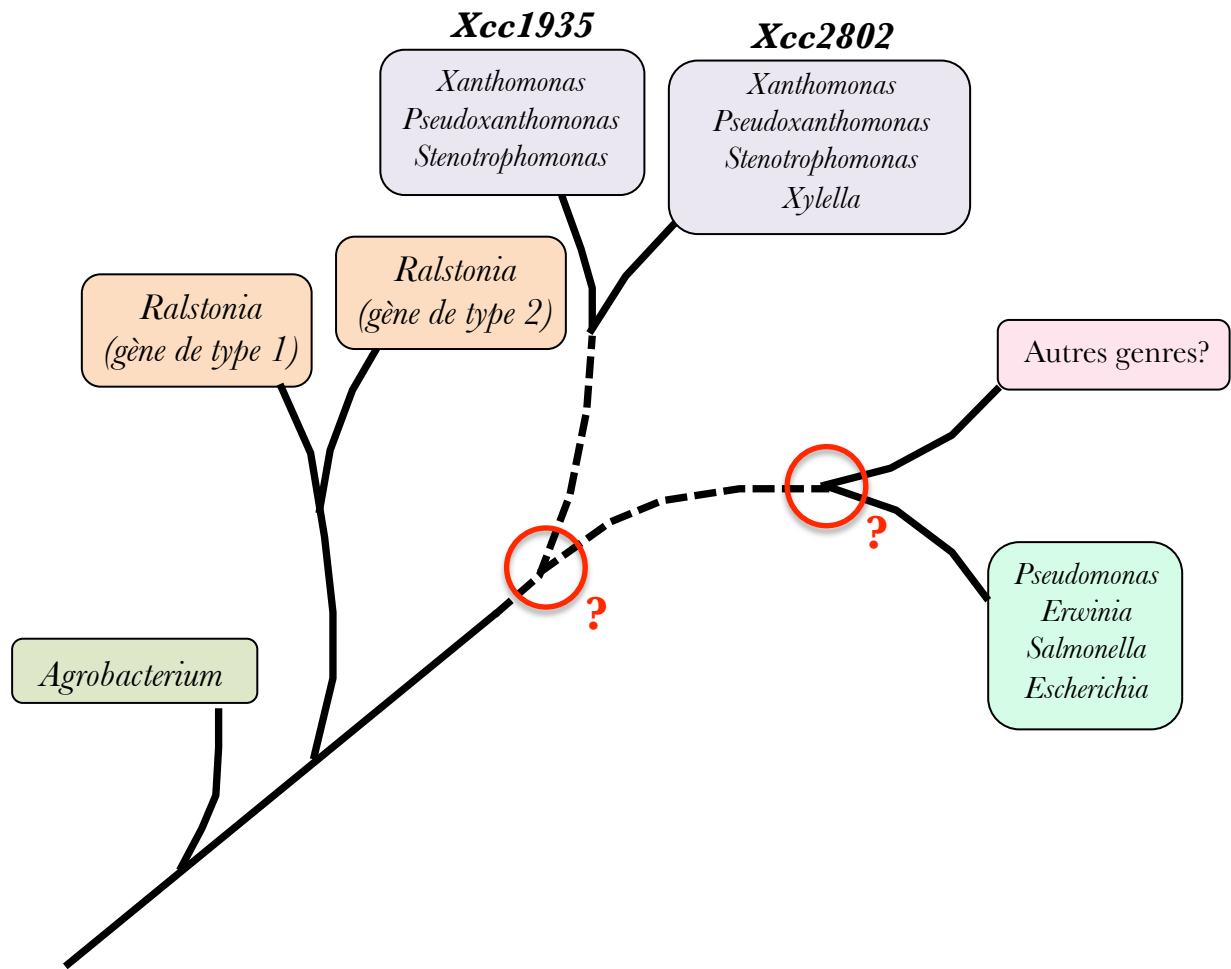 Xcc1935
Xanthomonas
Pseudoxanthomonas
Stenotrophomonas
Xcc2802
Xanthomonas
Pseudoxanthomonas
Stenotrophomonas
Xylella
Ralstonia
(gène de type 1)
Ralstonia
(gène de type 2)
Autres genres?
?
?
Pseudomonas
Erwinia
Salmonella
Escherichia
Agrobacterium